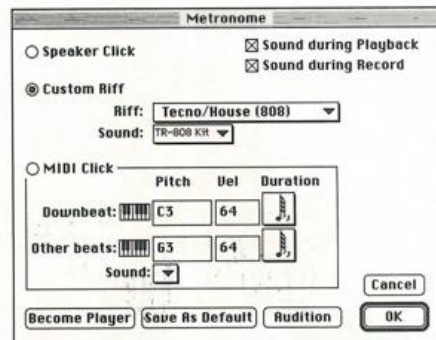 Metronome
Speaker Click
Sound during Playback
Sound during Record
Custom Riff
Riff: Tecno/House (808)
Sound: TR-808 Kit
MIDI Click
Pitch Vel Duration
Downbeat: C3 64
Other beats: G3 64
Sound:
Cancel
Become Player Save As Default Audition OK